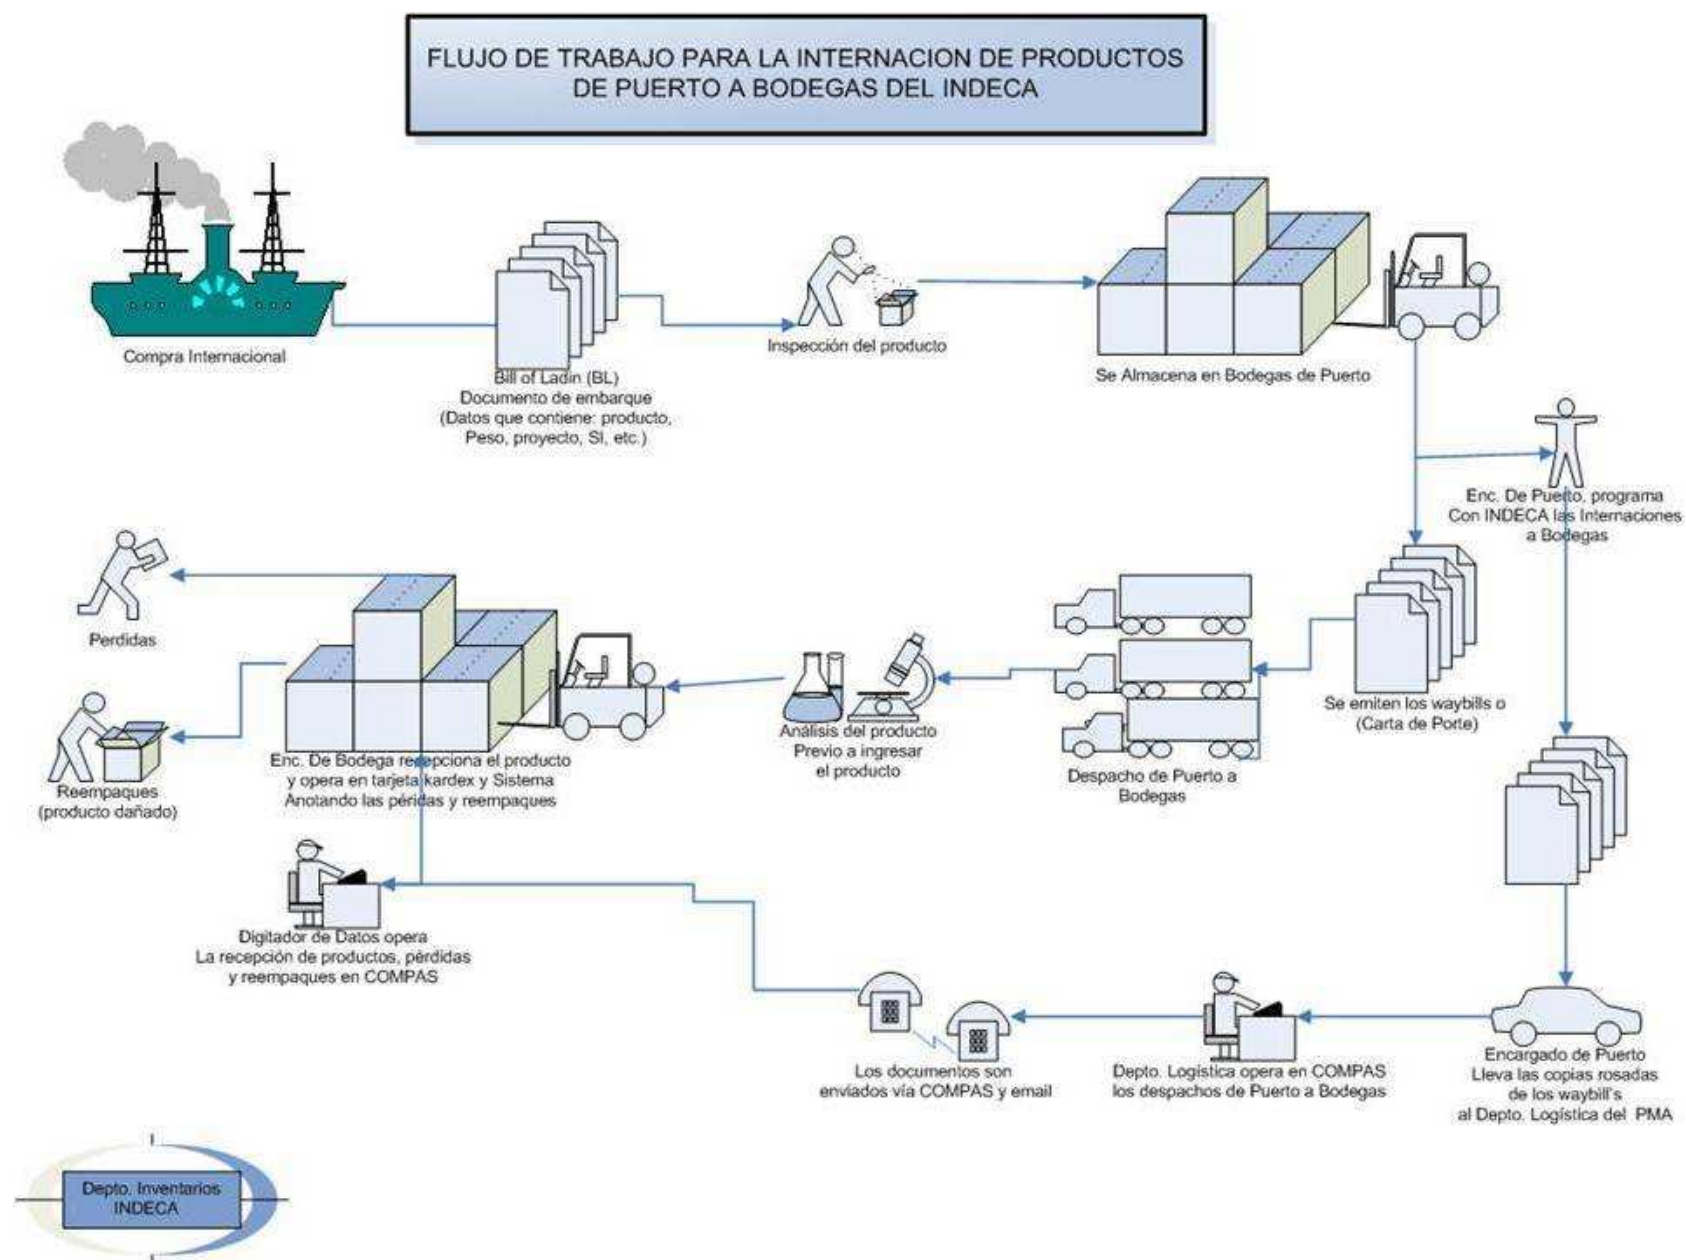 FLUJO DE TRABAJO PARA LA INTERNACION DE PRODUCTOS
DE PUERTO A BODEGAS DEL INDECA
Compra Internacional
Bill of Ladin (BL)
Documento de embarque
(Datos que contiene: producto,
Peso, proyecto, SI, etc.)
Inspección del producto
Se Almacena en Bodegas de Puerto
Enc. De Puerto, programa
Con INDECA las Internaciones
a Bodegas
Se emiten los waybills o
(Carta de Porte)
Despacho de Puerto a
Bodegas
Análisis del producto
Previo a ingresar
el producto
Enc. De Bodega recepciona el producto
y opera en tarjeta kardex y Sistema
Anotando las péridas y reempaques
Perdidas
Reempaques
(producto dañado)
Digitador de Datos opera
La recepción de productos, pérdidas
y reempaques en COMPAS
Los documentos son
enviados vía COMPAS y email
Depto. Logística opera en COMPAS
los despachos de Puerto a Bodegas
Encargado de Puerto
Lleva las copias rosadas
de los waybill's
al Depto. Logística del PMA
Depto. Inventarios
INDECA